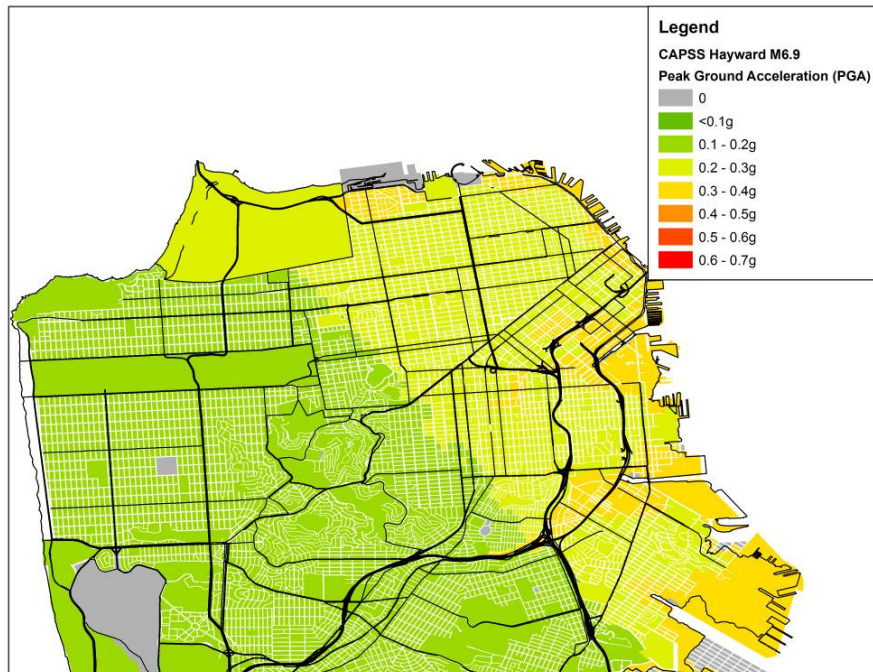 Legend
CAPSS Hayward M6.9
Peak Ground Acceleration (PGA)
0
<0.1g
0.1 - 0.2g
0.2 - 0.3g
0.3 - 0.4g
0.4 - 0.5g
0.5 - 0.6g
0.6 - 0.7g